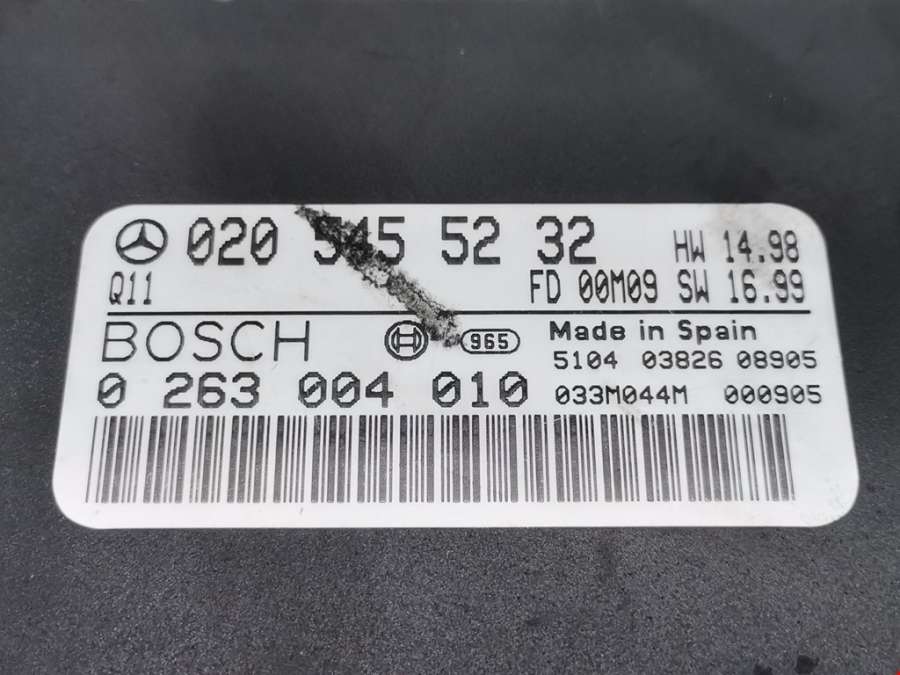 020 545 52 32 HW 14.98
Q11 FD 00M09 SW 16.99
BOSCH 965 Made in Spain
5104 03826 08905
0 263 004 010 033M044M 000905